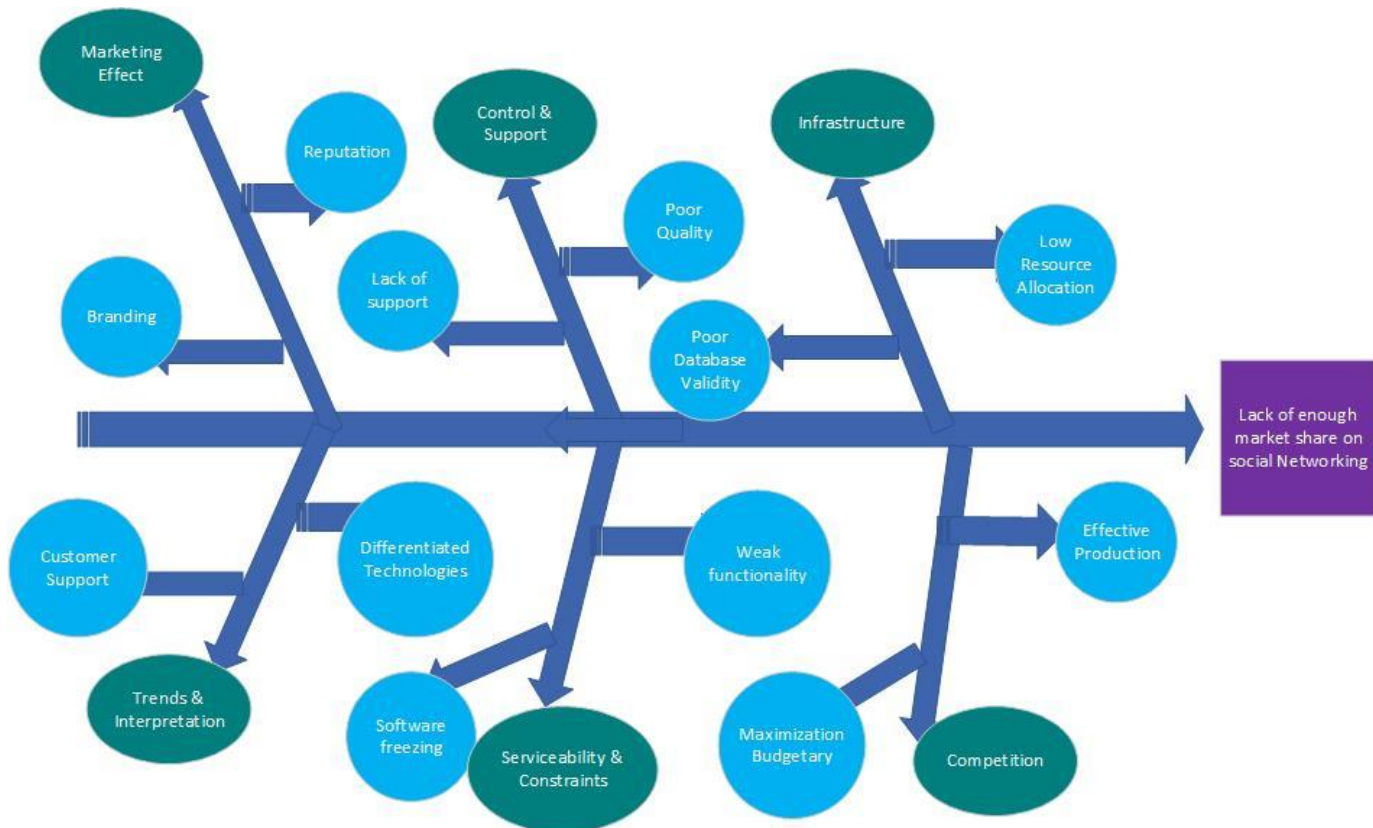 Marketing
Effect
Control &
Support
Infrastructure
Reputation
Poor
Quality
Low
Resource
Allocation
Lack of
support
Branding
Poor
Database
Validity
Lack of enough
market share on
social Networking
Customer
Support
Differentiated
Technologies
Weak
functionality
Effective
Production
Trends &
Interpretation
Software
freezing
Serviceability &
Constraints
Maximization
Budgetary
Competition